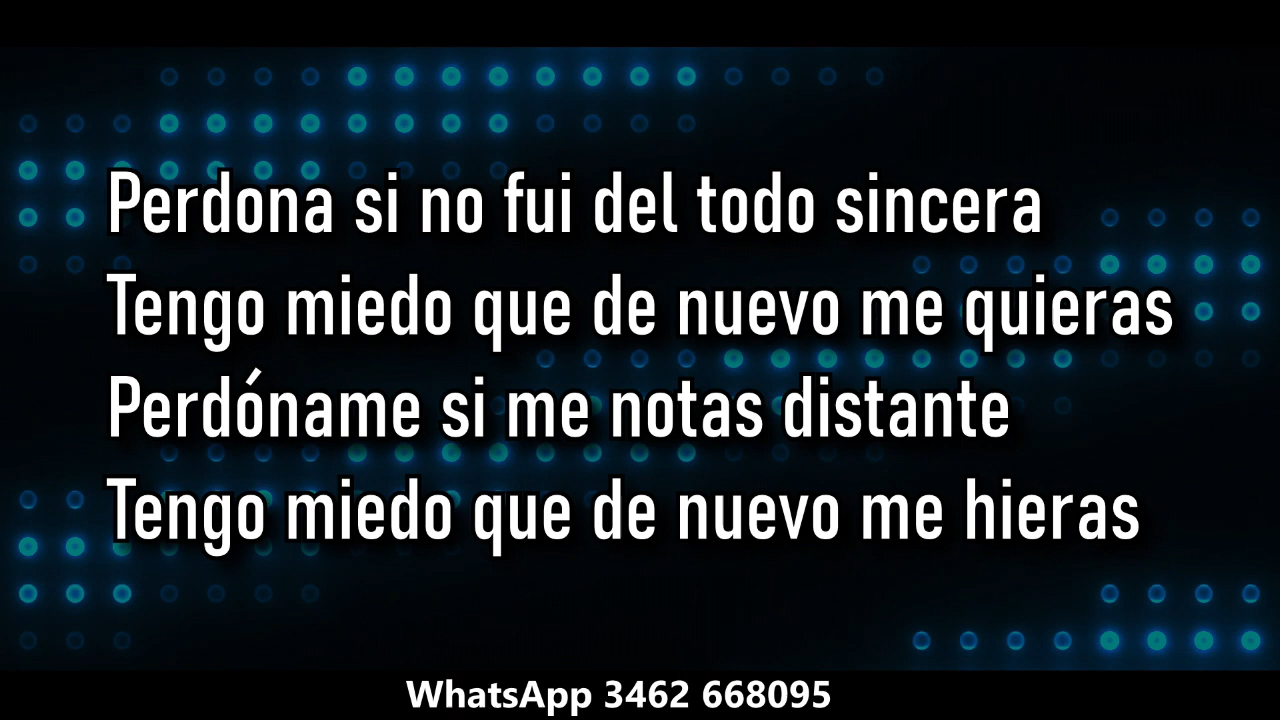 Perdona si no fui del todo sincera
Tengo miedo que de nuevo me quieras
Perdóname si me notas distante
Tengo miedo que de nuevo me hieras
WhatsApp 3462 668095